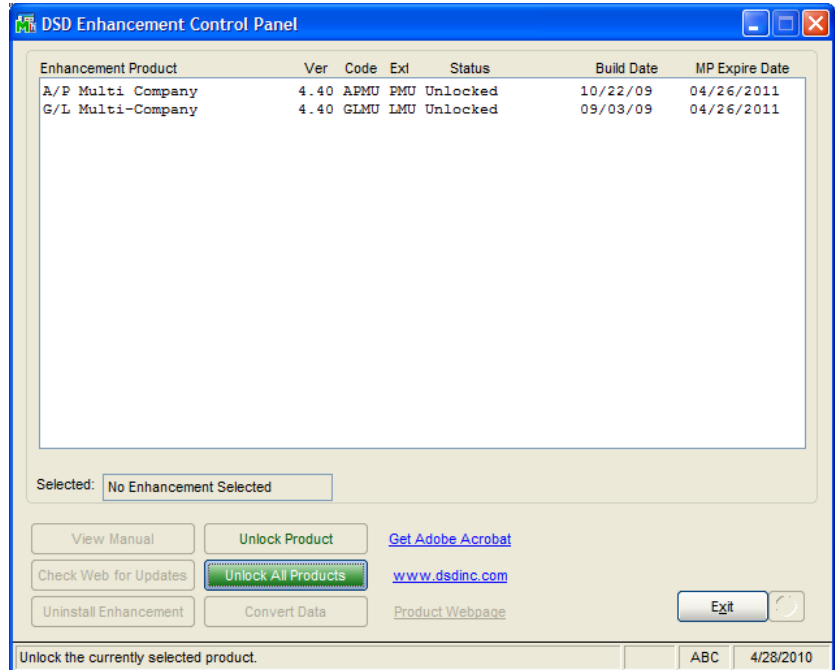 DSD Enhancement Control Panel
Enhancement Product Ver Code Ext Status Build Date MP Expire Date
A/P Multi Company 4.40 APMU PMU Unlocked 10/22/09 04/26/2011
G/L Multi-Company 4.40 GLMU LMU Unlocked 09/03/09 04/26/2011
Selected: No Enhancement Selected
View Manual Unlock Product Get Adobe Acrobat
Check Web for Updates Unlock All Products www.dsdinc.com
Uninstall Enhancement Convert Data Product Webpage Exit
Unlock the currently selected product. ABC 4/28/2010